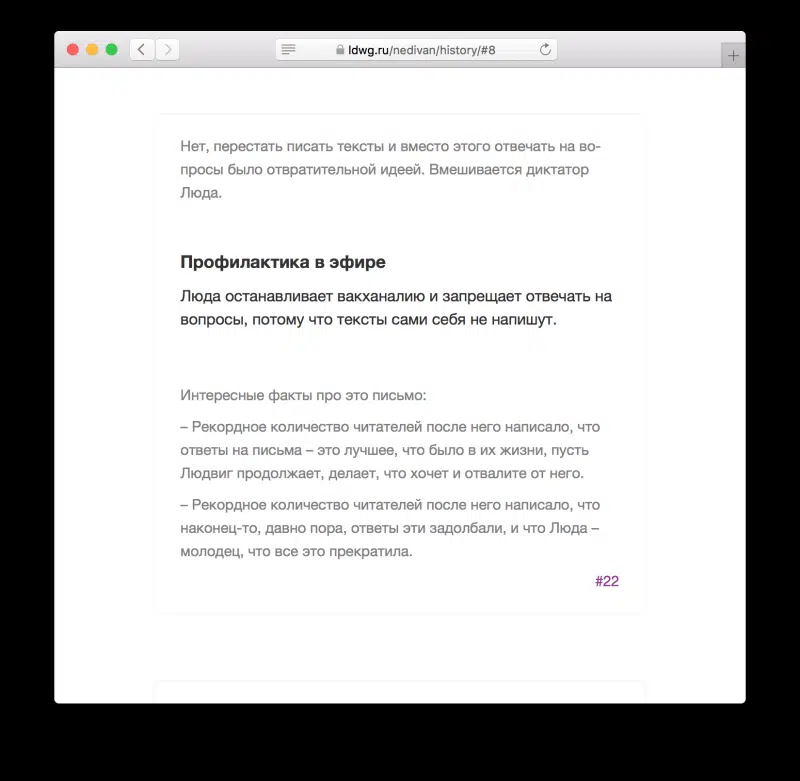 ldwg.ru/nedivan/history/#8
Нет, перестать писать тексты и вместо этого отвечать на во-
просы было отвратительной идеей. Вмешивается диктатор
Люда.
Профилактика в эфире
Люда останавливает вакханалию и запрещает отвечать на
вопросы, потому что тексты сами себя не напишут.
Интересные факты про это письмо:
– Рекордное количество читателей после него написало, что
ответы на письма – это лучшее, что было в их жизни, пусть
Людвиг продолжает, делает, что хочет и отвалите от него.
– Рекордное количество читателей после него написало, что
наконец-то, давно пора, ответы эти задолбали, и что Люда –
молодец, что все это прекратила.
#22